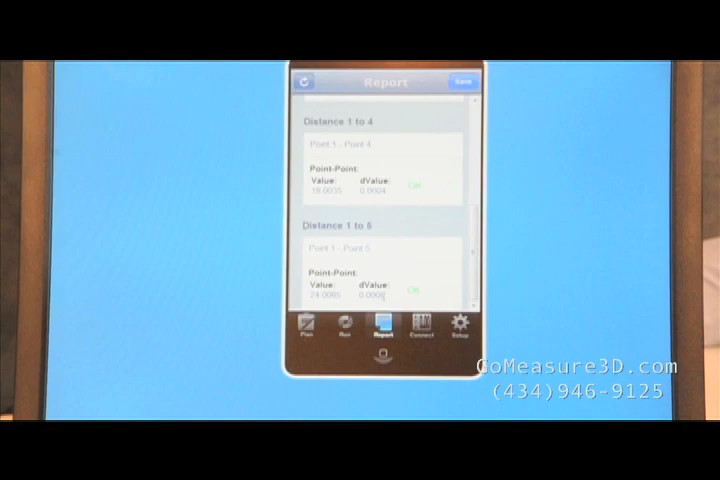 Report
Save
Distance 1 to 4
Point 1 - Point 4
Point-Point:
Value: dValue:
18.0035 0.0004 OK
Distance 1 to 5
Point 1 - Point 5
Point-Point:
Value: dValue:
24.0085 OK
Plan Run Report Connect Setup
GoMeasure3D.com
(434)946-9125